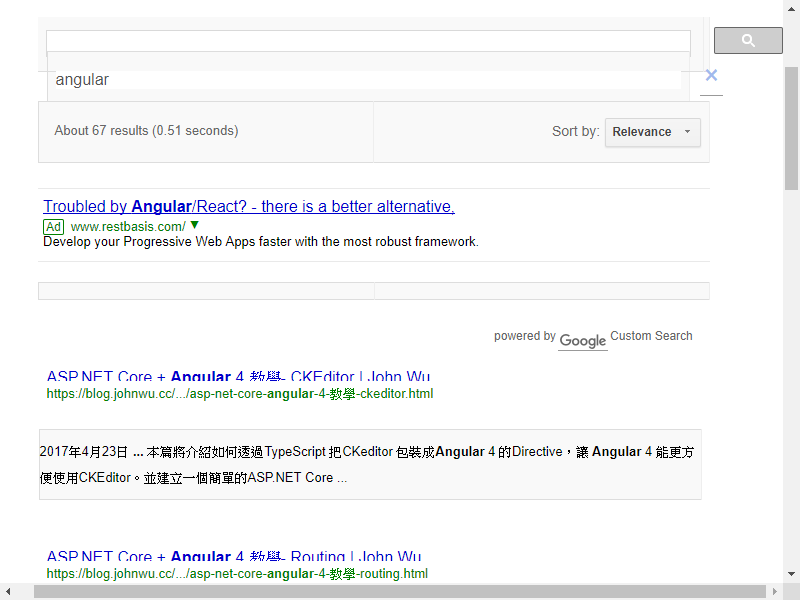 angular
×
About 67 results (0.51 seconds)
Sort by: Relevance
Troubled by Angular/React? - there is a better alternative.
Ad www.restbasis.com/
Develop your Progressive Web Apps faster with the most robust framework.
powered by Google Custom Search
ASP.NET Core + Angular 4 教學 - CKEditor | John Wu
https://blog.johnwu.cc/.../asp-net-core-angular-4-教學-ckeditor.html
2017年4月23日 ... 本篇將介紹如何透過TypeScript 把CKeditor 包裝成Angular 4 的Directive，讓 Angular 4 能更方
便使用CKEditor。並建立一個簡單的ASP.NET Core ...
ASP.NET Core + Angular 4 教學 - Routing | John Wu
https://blog.johnwu.cc/.../asp-net-core-angular-4-教學-routing.html